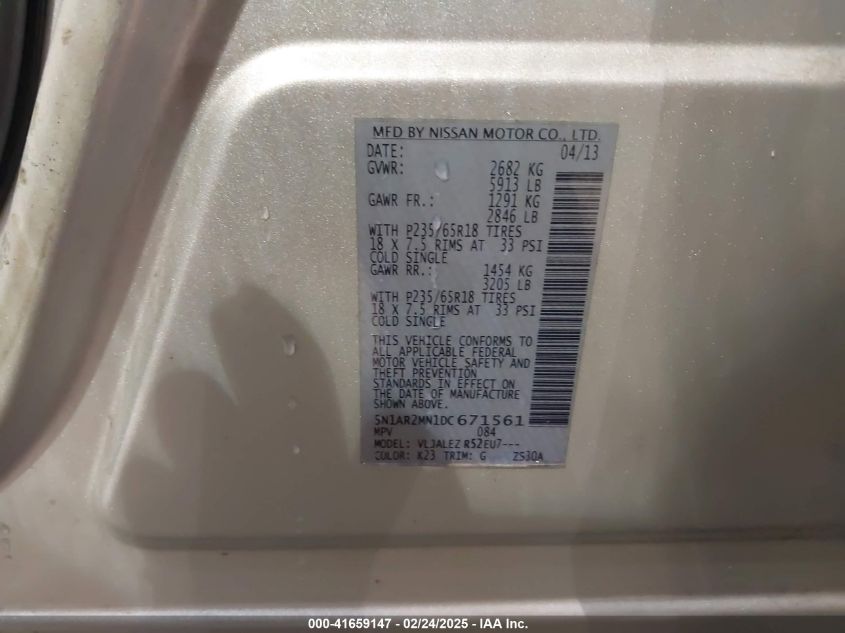 MFD BY NISSAN MOTOR CO., LTD.
DATE: 04/13
GVWR: 2682 KG
5913 LB
GAWR FR.: 1291 KG
2846 LB
WITH P235/65R18 TIRES
18 X 7.5 RIMS AT 33 PSI
COLD SINGLE
GAWR RR.: 1454 KG
3205 LB
WITH P235/65R18 TIRES
18 X 7.5 RIMS AT 33 PSI
COLD SINGLE
THIS VEHICLE CONFORMS TO
ALL APPLICABLE FEDERAL
MOTOR VEHICLE SAFETY AND
THEFT PREVENTION
STANDARDS IN EFFECT ON
THE DATE OF MANUFACTURE
SHOWN ABOVE.
5N1AR2MN1DC671561
MPV 084
MODEL: VLJALEZ R52EU7---
COLOR: K23 TRIM: G ZS30A
000-41659147 - 02/24/2025 - IAA Inc.